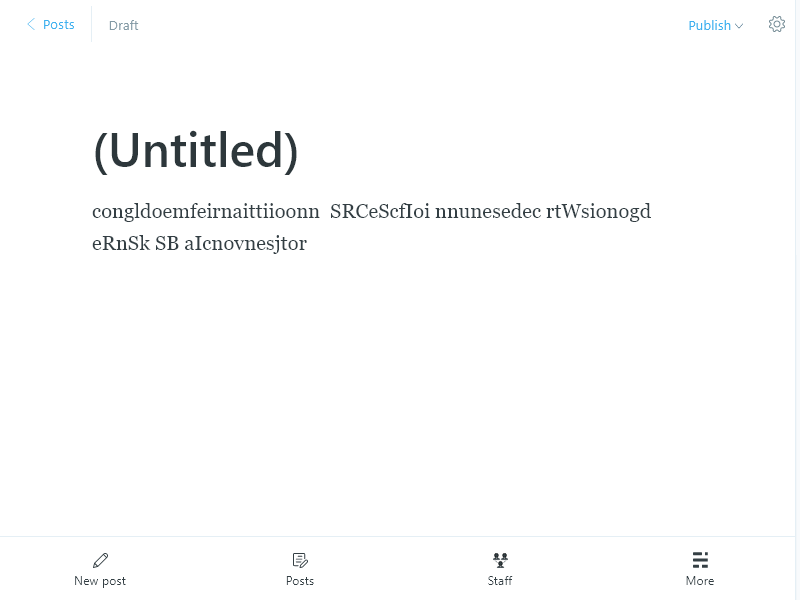 Posts
Draft
Publish
(Untitled)
congldoemfeirnaittiioonn  SRCeScfIoi nnunesedec rtWsionogd
eRnSk SB aIcnovnesjtor
New post
Posts
Staff
More